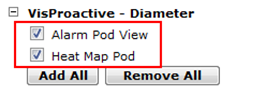 VisProactive - Diameter
Alarm Pod View
Heat Map Pod
Add All Remove All